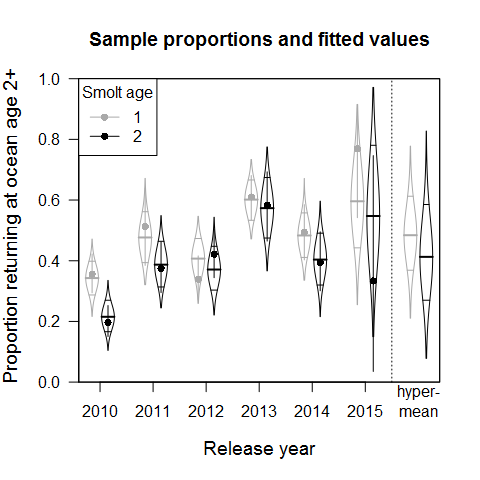 Sample proportions and fitted values
Proportion returning at ocean age 2+
1.0
0.8
0.6
0.4
0.2
0.0
Smolt age
1
2
2010 2011 2012 2013 2014 2015
hyper-
mean
Release year